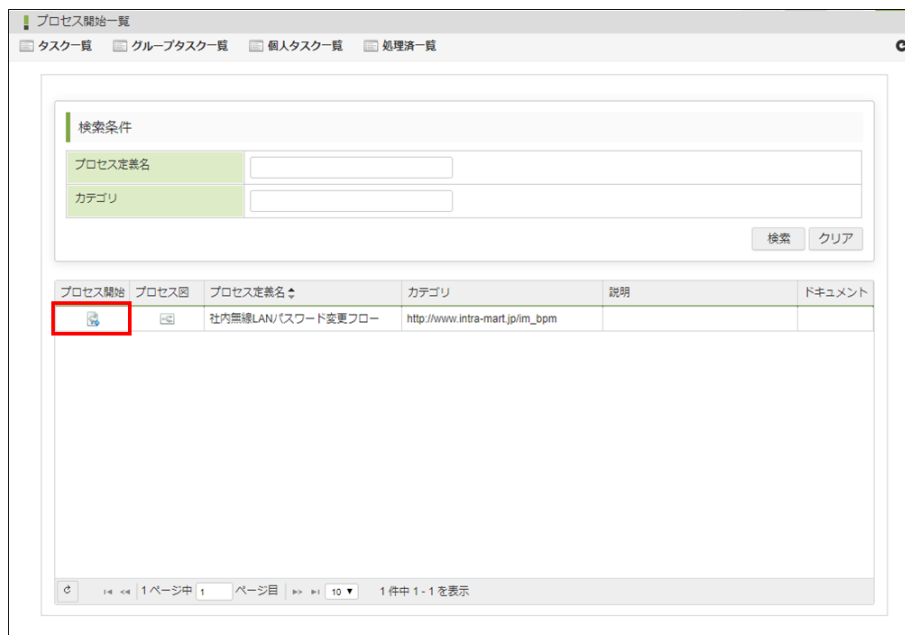 プロセス開始一覧
タスク一覧 グループタスク一覧 個人タスク一覧 処理済一覧
検索条件
プロセス定義名
カテゴリ
検索 クリア
プロセス開始 プロセス図 プロセス定義名 カテゴリ 説明 ドキュメント
社内無線LANパスワード変更フロー http://www.intra-mart.jp/im_bpm
1 ページ中 1 ページ目 10 1 件中 1 - 1 を表示